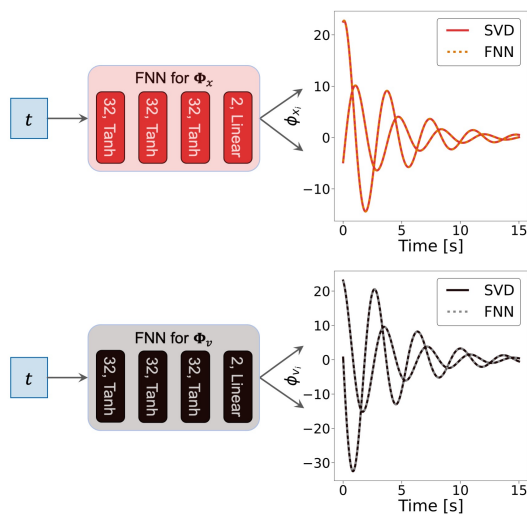 FNN for Φₓ
t
32, Tanh
32, Tanh
32, Tanh
2, Linear
ϕₓᵢ
20
10
0
−10
SVD
FNN
0
5
10
15
Time [s]
FNN for Φᵥ
t
32, Tanh
32, Tanh
32, Tanh
2, Linear
ϕᵥᵢ
20
10
0
−10
−20
−30
SVD
FNN
0
5
10
15
Time [s]